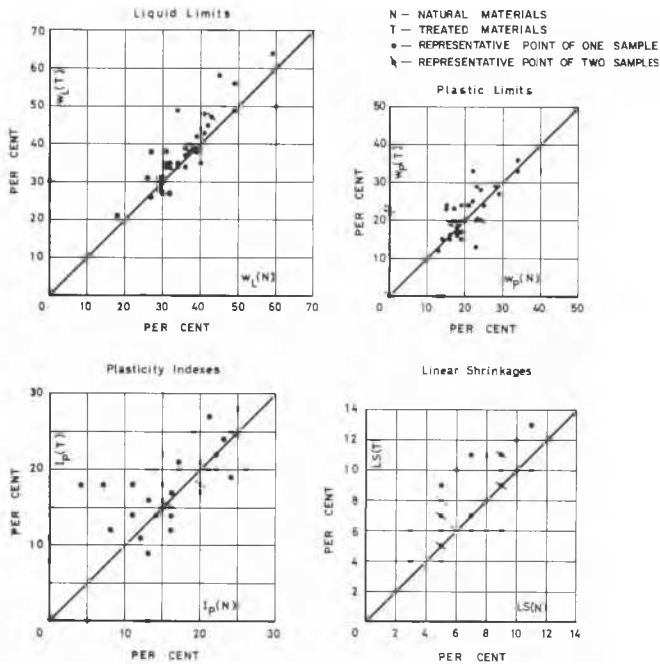 Liquid Limits
N – NATURAL MATERIALS
T – TREATED MATERIALS
● – REPRESENTATIVE POINT OF ONE SAMPLE
– REPRESENTATIVE POINT OF TWO SAMPLES
70
60
50
40
30
20
10
0
10 20 30 40 50 60 70
wL(T)
PER CENT
wL(N)
PER CENT
Plastic Limits
50
40
30
20
10
0
10 20 30 40 50
wp(T)
PER CENT
wp(N)
PER CENT
Plasticity Indexes
30
20
10
0
10 20 30
Ip(T)
PER CENT
Ip(N)
PER CENT
Linear Shrinkages
14
12
10
8
6
4
2
0
2 4 6 8 10 12 14
LS(T
PER CENT
LS(N)
PER CENT